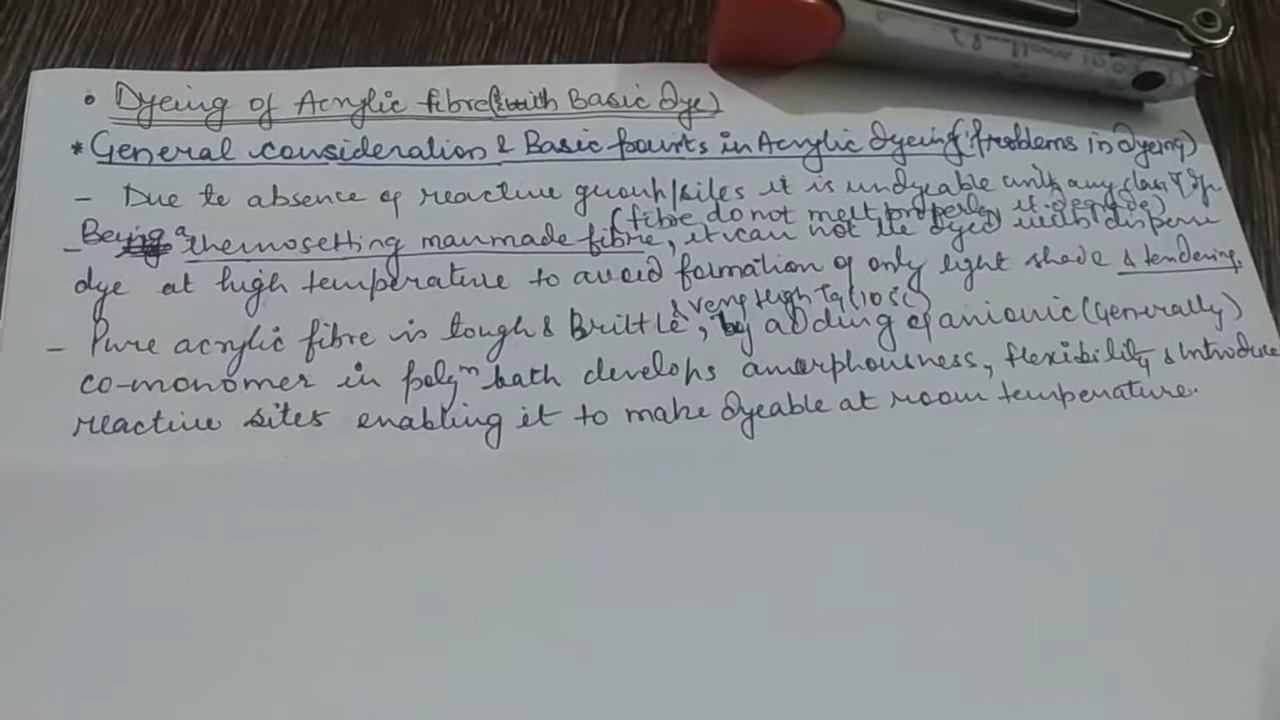 • Dyeing of Acrylic fibre (with Basic dye)
* General consideration & Basic points in Acrylic dyeing (Problems in dyeing)
- Due to absence of reactive group/sites it is undyeable with any class of
(fibre do not melt properly it degrade)
- Being a thermosetting manmade fibre, it can not be dyed with disperse
dye at high temperature to avoid formation of only light shade & tendering.
& very high Tg (105°C)
- Pure acrylic fibre is tough & Brittle, by adding of anionic (Generally)
co-monomer in polyⁿ bath develops amorphousness, flexibility & Introduce
reactive sites enabling it to make dyeable at room temperature.